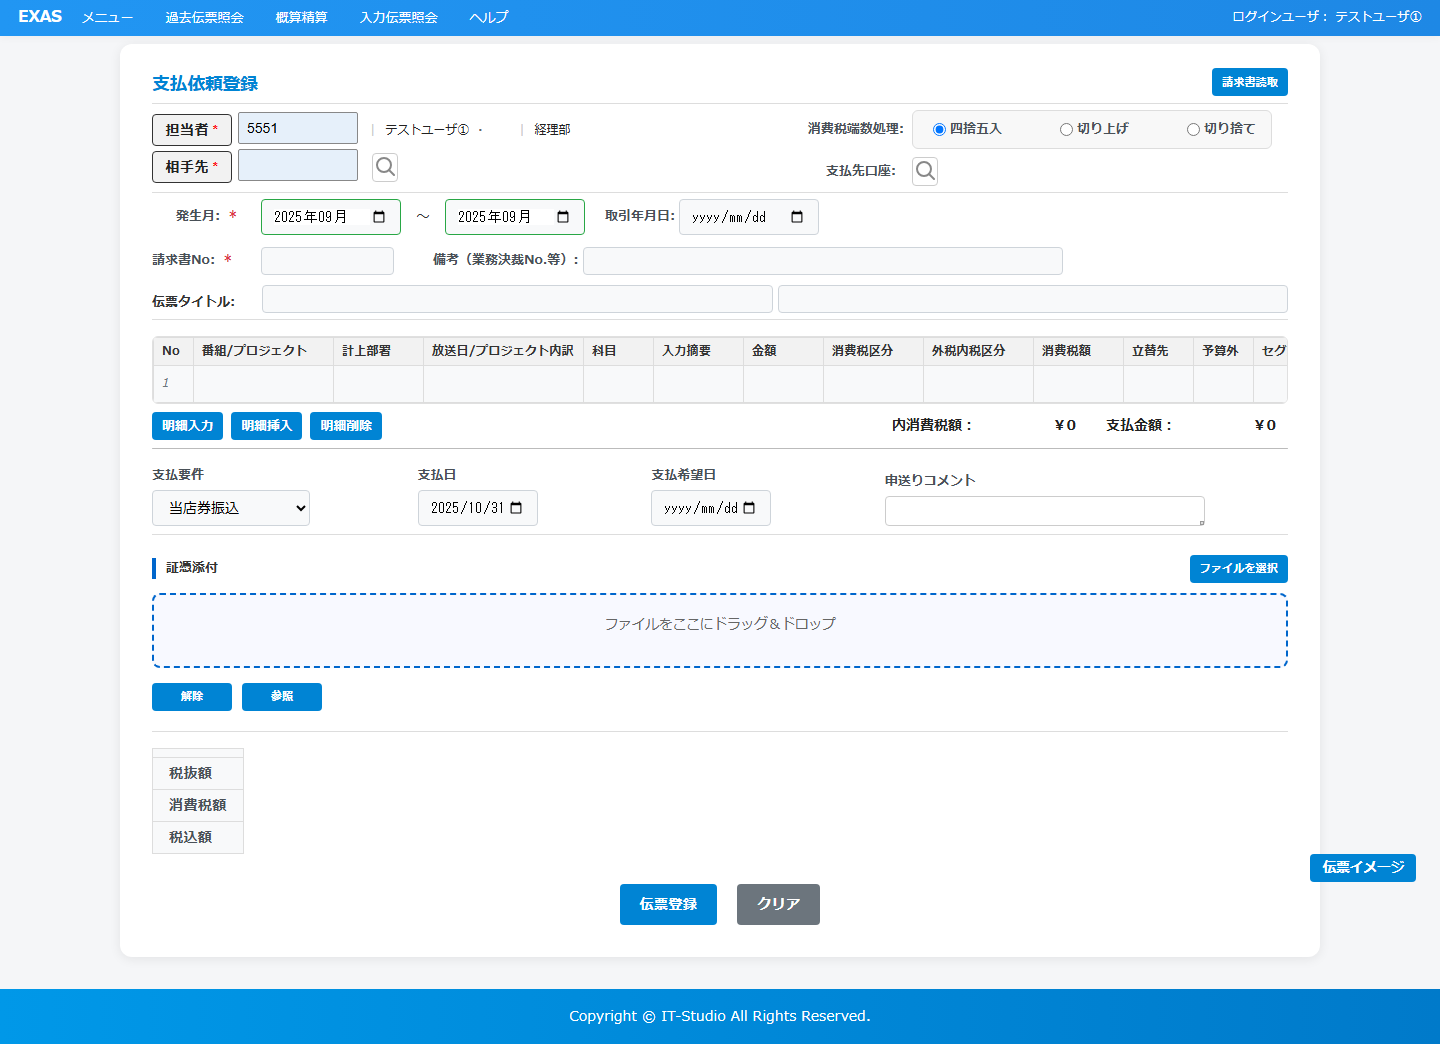 EXAS メニュー 過去伝票照会 概算精算 入力伝票照会 ヘルプ ログインユーザ： テストユーザ①
支払依頼登録 請求書読取
担当者* 5551 | テストユーザ① ・ | 経理部 消費税端数処理: 四捨五入 切り上げ 切り捨て
相手先* 支払先口座:
発生月: * 2025年09月 ～ 2025年09月 取引年月日: yyyy/mm/dd
請求書No: * 備考（業務決裁No.等）:
伝票タイトル:
No 番組/プロジェクト 計上部署 放送日/プロジェクト内訳 科目 入力摘要 金額 消費税区分 外税内税区分 消費税額 立替先 予算外 セグ
1
明細入力 明細挿入 明細削除 内消費税額： ￥0 支払金額： ￥0
支払要件 支払日 支払希望日 申送りコメント
当店券振込 2025/10/31 yyyy/mm/dd
証憑添付 ファイルを選択
ファイルをここにドラッグ＆ドロップ
解除 参照
税抜額
消費税額
税込額
伝票イメージ
伝票登録 クリア
Copyright © IT-Studio All Rights Reserved.